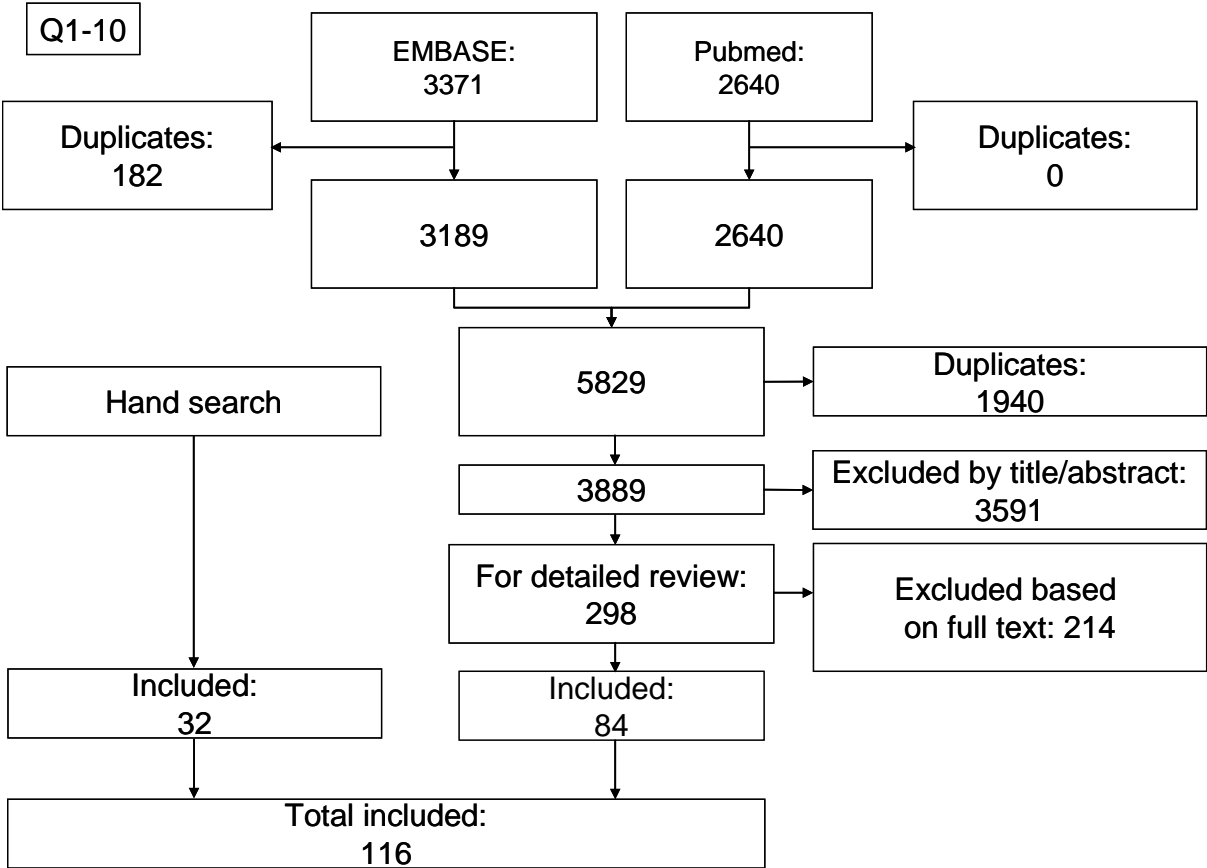 Q1-10
EMBASE:
3371
Pubmed:
2640
Duplicates:
182
Duplicates:
0
3189
2640
5829
Duplicates:
1940
Hand search
3889
Excluded by title/abstract:
3591
For detailed review:
298
Excluded based
on full text: 214
Included:
32
Included:
84
Total included:
116